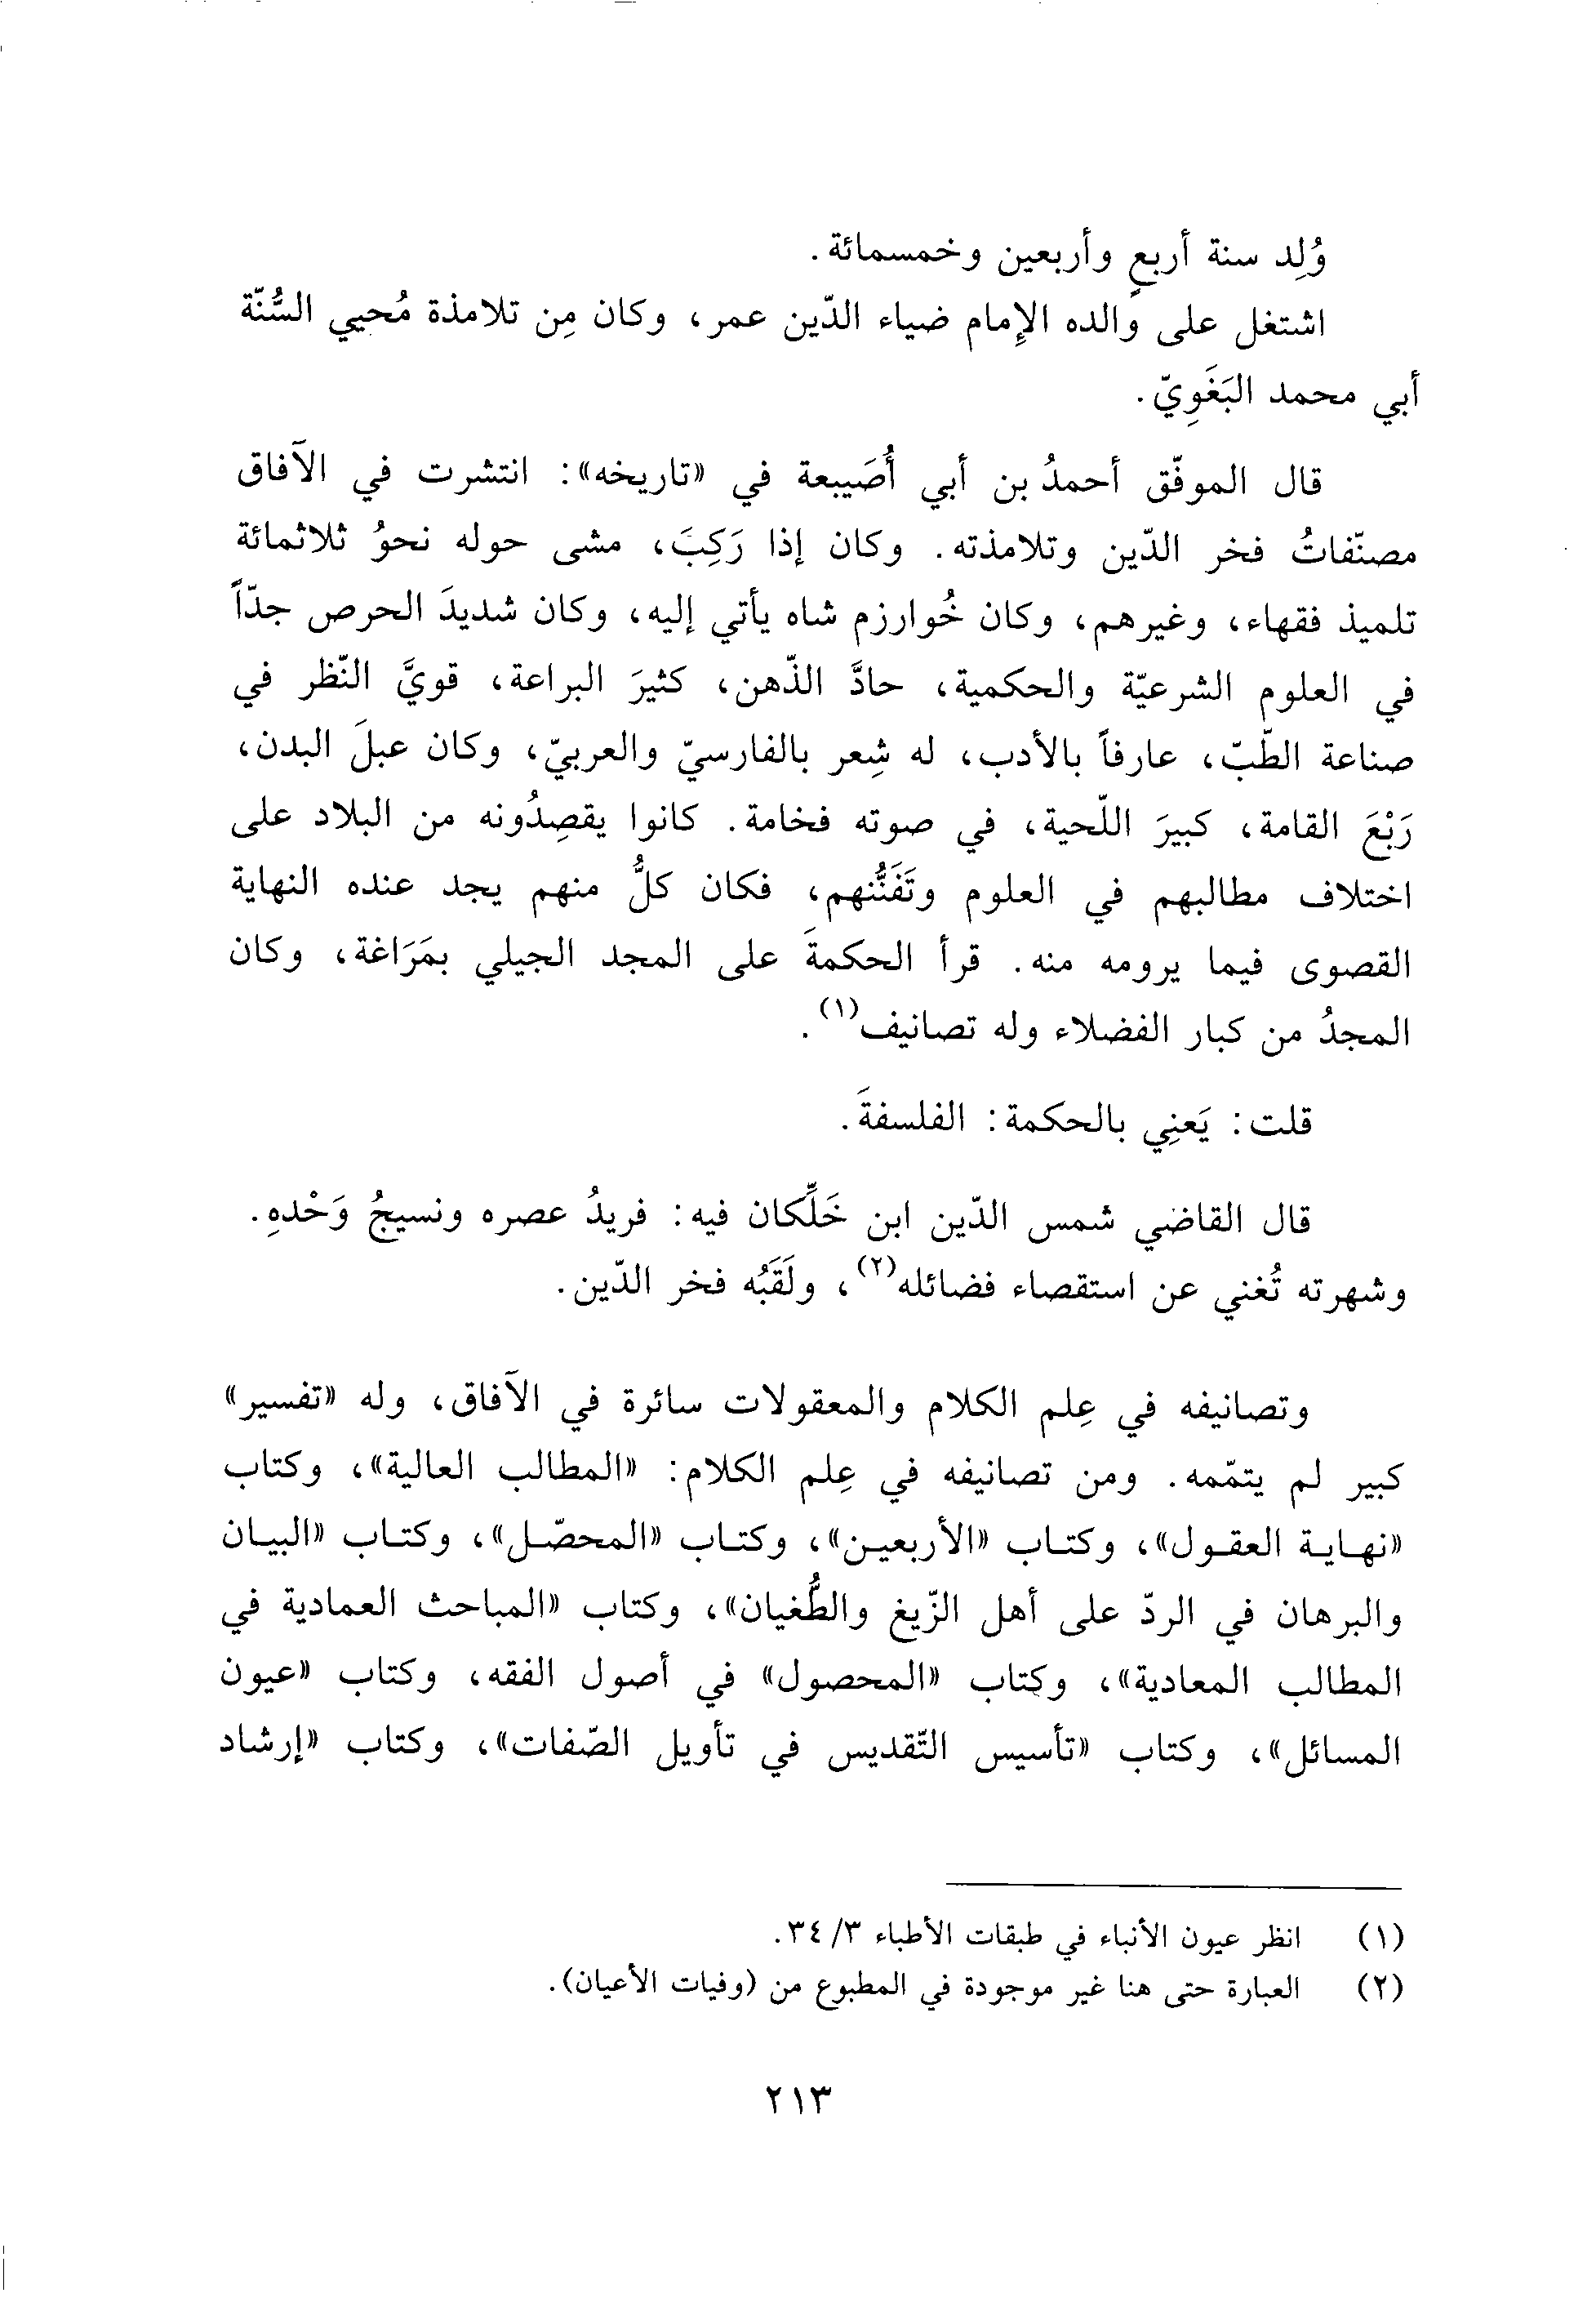 وُلِد سنة أربعٍ وأربعين وخمسمائة.
اشتغل على والده الإِمام ضياء الدّين عمر، وكان مِن تلامذة مُحيي السُّنّة
أبي محمد البَغَوِيّ.
قال الموفّق أحمدُ بن أبي أُصَيبعة في «تاريخه»: انتشرت في الآفاق
مصنّفاتُ فخر الدّين وتلامذته. وكان إذا رَكِبَ، مشى حوله نحوُ ثلاثمائة
تلميذ فقهاء، وغيرهم، وكان خُوارزم شاه يأتي إليه، وكان شديدَ الحرص جدّاً
في العلوم الشرعيّة والحكمية، حادَّ الذّهن، كثيرَ البراعة، قويَّ النّظر في
صناعة الطّبّ، عارفاً بالأدب، له شِعر بالفارسيّ والعربيّ، وكان عبلَ البدن،
رَبْعَ القامة، كبيرَ اللّحية، في صوته فخامة. كانوا يقصِدُونه من البلاد على
اختلاف مطالبهم في العلوم وتَفَنُّنهم، فكان كلُّ منهم يجد عنده النهاية
القصوى فيما يرومه منه. قرأ الحكمةَ على المجد الجيلي بمَرَاغة، وكان
المجدُ من كبار الفضلاء وله تصانيف(١).
قلت: يَعنِي بالحكمة: الفلسفةَ.
قال القاضي شمس الدّين ابن خَلِّكان فيه: فريدُ عصره ونسيجُ وَحْدهِ.
وشهرته تُغني عن استقصاء فضائله(٢)، ولَقَبُه فخر الدّين.
وتصانيفه في عِلم الكلام والمعقولات سائرة في الآفاق، وله «تفسير»
كبير لم يتمّمه. ومن تصانيفه في عِلم الكلام: «المطالب العالية»، وكتاب
«نهاية العقول»، وكتاب «الأربعين»، وكتاب «المحصّل»، وكتاب «البيان
والبرهان في الردّ على أهل الزّيغ والطُّغيان»، وكتاب «المباحث العمادية في
المطالب المعادية»، وكتاب «المحصول» في أصول الفقه، وكتاب «عيون
المسائل»، وكتاب «تأسيس التّقديس في تأويل الصّفات»، وكتاب «إرشاد
(١) انظر عيون الأنباء في طبقات الأطباء ٣/ ٣٤.
(٢) العبارة حتى هنا غير موجودة في المطبوع من (وفيات الأعيان).
٢١٣